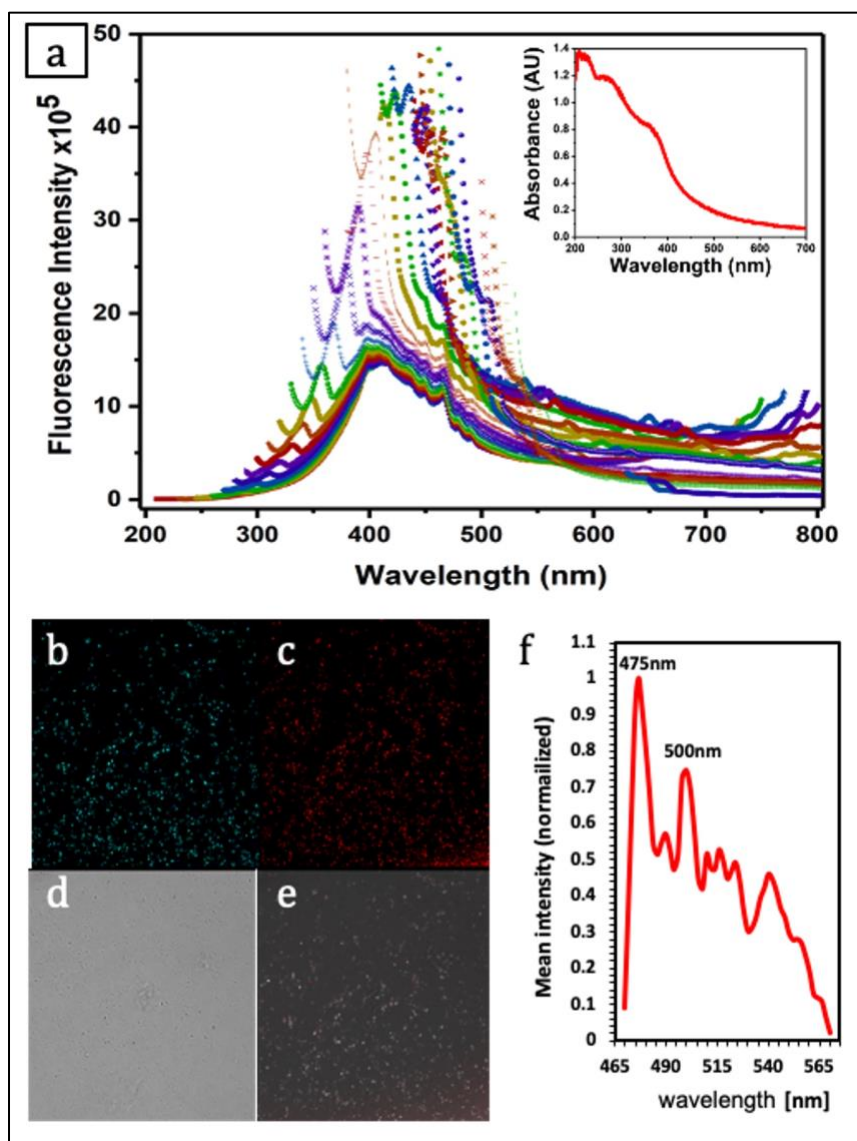 a
50
40
30
20
10
0
Fluorescence Intensity x10⁵
200 300 400 500 600 700 800
Wavelength (nm)
1.4
1.2
1.0
0.8
0.6
0.4
0.2
0.0
Absorbance (AU)
200 300 400 500 600 700
Wavelength (nm)
b
c
d
e
f
1.1
1
0.9
0.8
0.7
0.6
0.5
0.4
0.3
0.2
0.1
0
Mean intensity (normailized)
475nm
500nm
465 490 515 540 565
wavelength [nm]